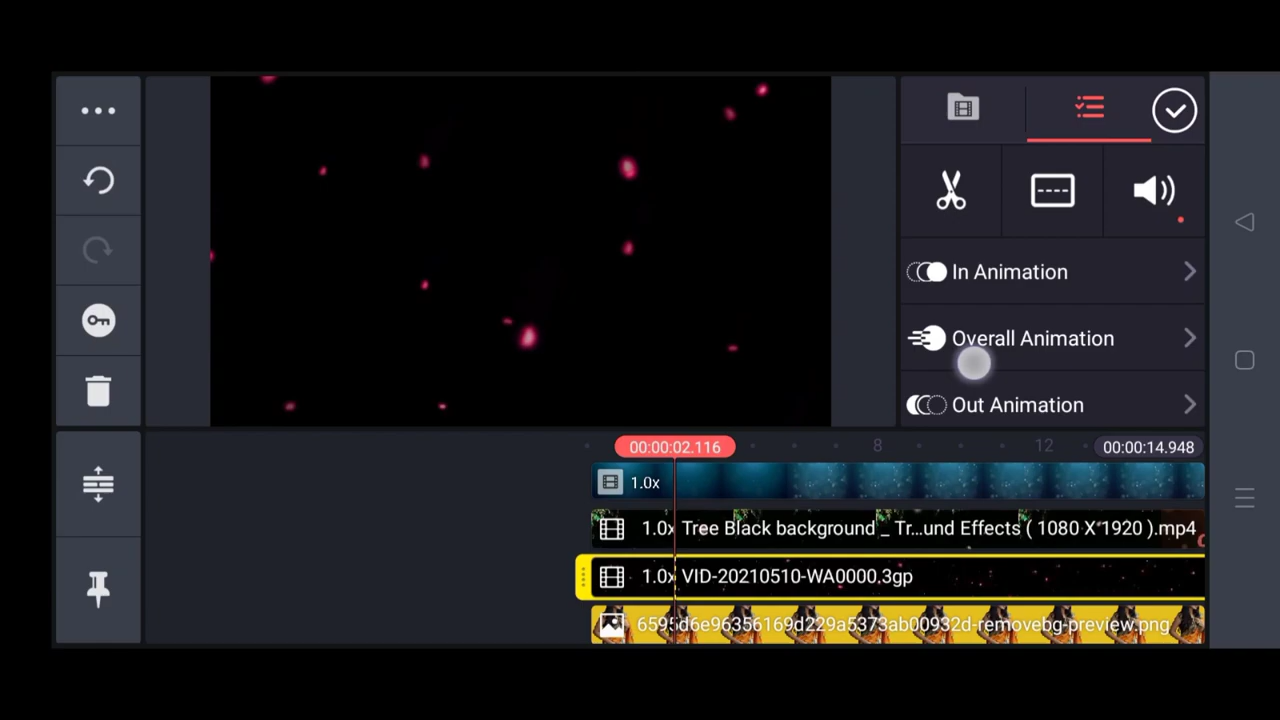 In Animation
Overall Animation
Out Animation
00:00:02.116
8
12
00:00:14.948
1.0x
1.0x Tree Black background _ Tr...und Effects ( 1080 X 1920 ).mp4
1.0x VID-20210510-WA0000.3gp
6595d6e96356169d229a5373ab00932d-removebg-preview.png